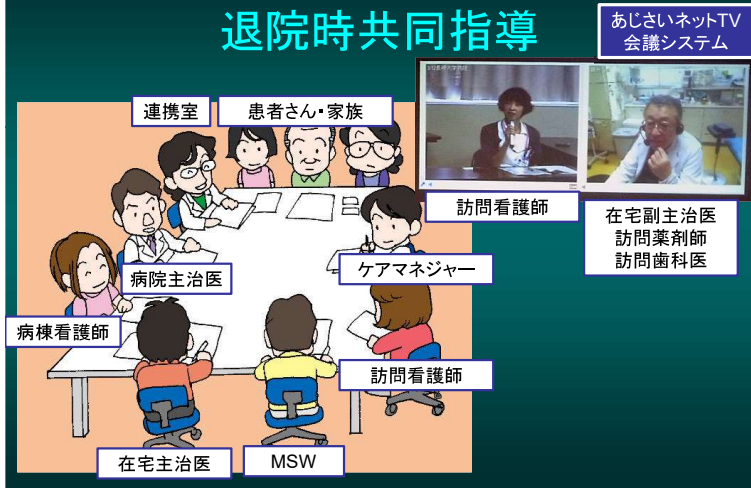 退院時共同指導
あじさいネットTV
会議システム
連携室
患者さん・家族
訪問看護師
在宅副主治医
訪問薬剤師
訪問歯科医
病院主治医
ケアマネジャー
病棟看護師
訪問看護師
在宅主治医
MSW